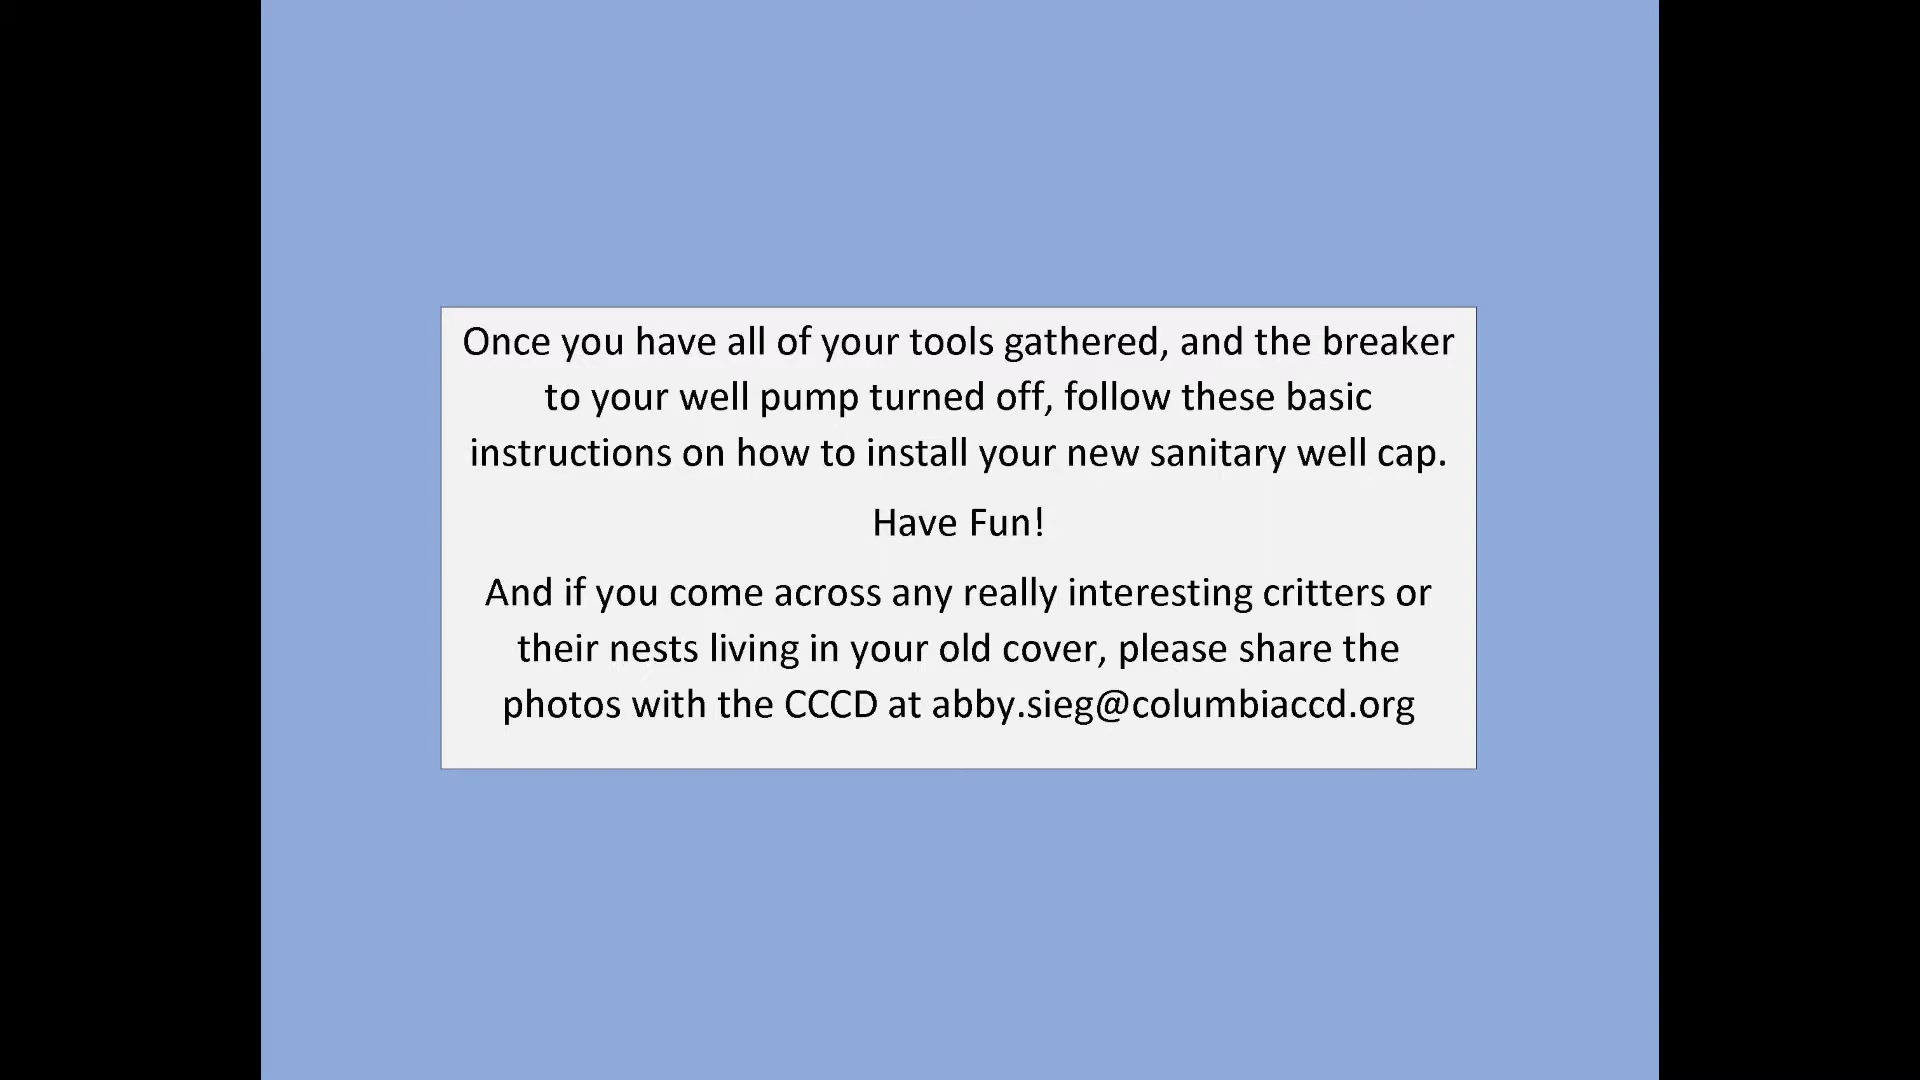 Once you have all of your tools gathered, and the breaker
to your well pump turned off, follow these basic
instructions on how to install your new sanitary well cap.
Have Fun!
And if you come across any really interesting critters or
their nests living in your old cover, please share the
photos with the CCCD at abby.sieg@columbiaccd.org